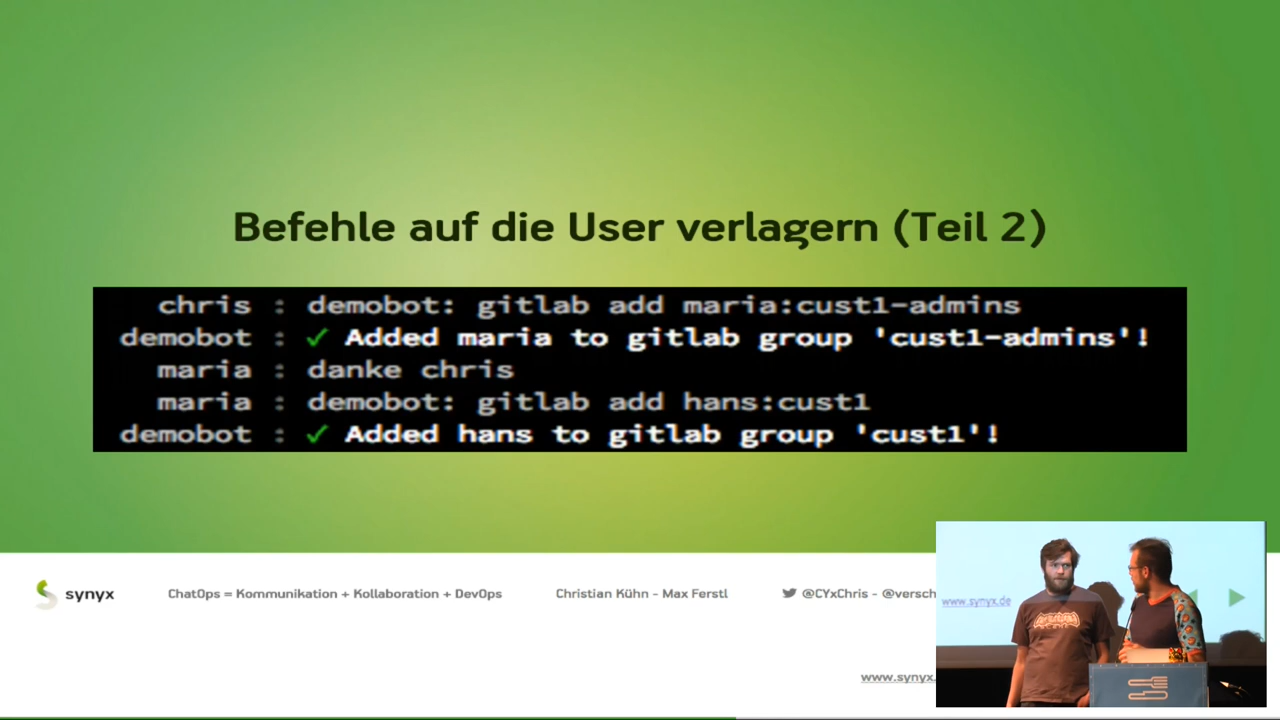 Befehle auf die User verlagern (Teil 2)
chris : demobot: gitlab add maria:cust1-admins
demobot : ✓ Added maria to gitlab group 'cust1-admins'!
maria : danke chris
maria : demobot: gitlab add hans:cust1
demobot : ✓ Added hans to gitlab group 'cust1'!
synyx
ChatOps = Kommunikation + Kollaboration + DevOps
Christian Kühn - Max Ferstl
@CYxChris - @versch
www.synyx.de
www.synyx.